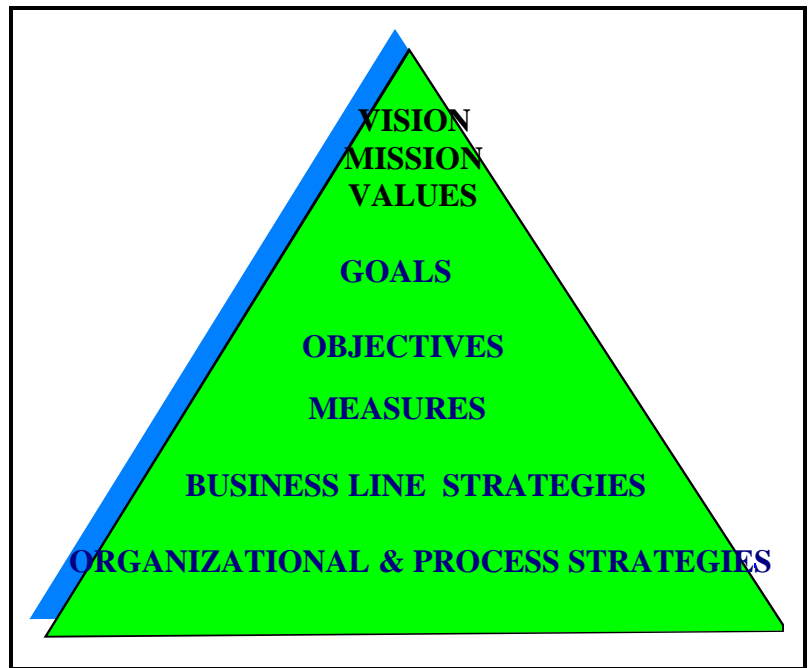 VISION
MISSION
VALUES
GOALS
OBJECTIVES
MEASURES
BUSINESS LINE STRATEGIES
ORGANIZATIONAL & PROCESS STRATEGIES